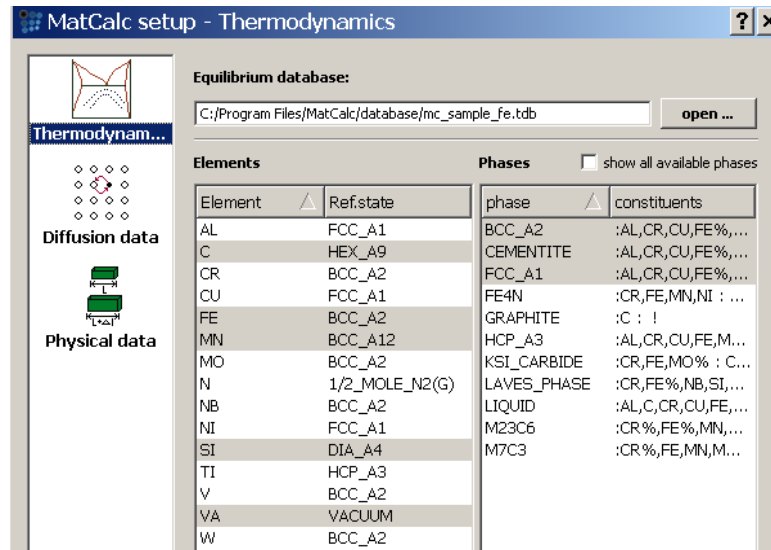 MatCalc setup - Thermodynamics
?
Thermodynam...
Diffusion data
L
L+Δl
Physical data
Equilibrium database:
C:/Program Files/MatCalc/database/mc_sample_fe.tdb
open ...
Elements
Element Ref.state
AL FCC_A1
C HEX_A9
CR BCC_A2
CU FCC_A1
FE BCC_A2
MN BCC_A12
MO BCC_A2
N 1/2_MOLE_N2(G)
NB BCC_A2
NI FCC_A1
SI DIA_A4
TI HCP_A3
V BCC_A2
VA VACUUM
W BCC_A2
Phases show all available phases
phase constituents
BCC_A2 :AL,CR,CU,FE%,...
CEMENTITE :AL,CR,CU,FE%,...
FCC_A1 :AL,CR,CU,FE%,...
FE4N :CR,FE,MN,NI : ...
GRAPHITE :C : !
HCP_A3 :AL,CR,CU,FE,M...
KSI_CARBIDE :CR,FE,MO% : C...
LAVES_PHASE :CR,FE%,NB,SI,...
LIQUID :AL,C,CR,CU,FE,...
M23C6 :CR%,FE%,MN,...
M7C3 :CR%,FE,MN,M...